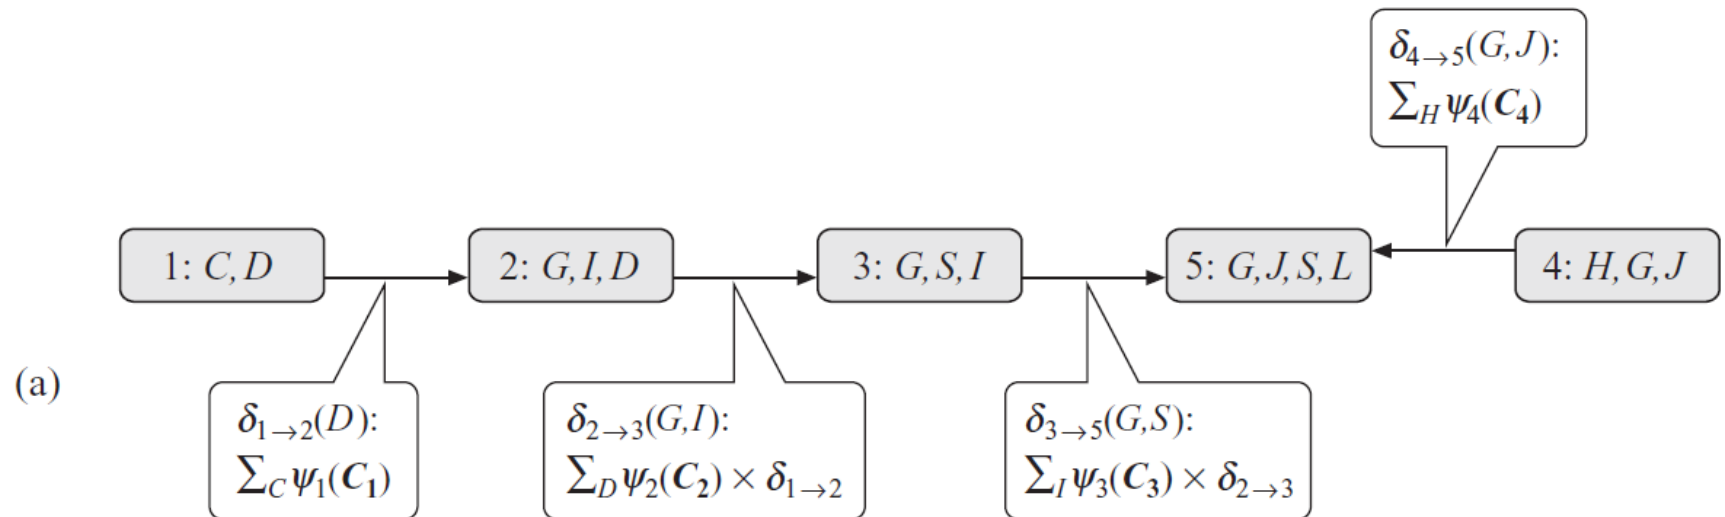 δ4→5(G,J):
∑H ψ4(C4)
1: C,D
2: G,I,D
3: G,S,I
5: G,J,S,L
4: H,G,J
(a)
δ1→2(D):
∑C ψ1(C1)
δ2→3(G,I):
∑D ψ2(C2) × δ1→2
δ3→5(G,S):
∑I ψ3(C3) × δ2→3